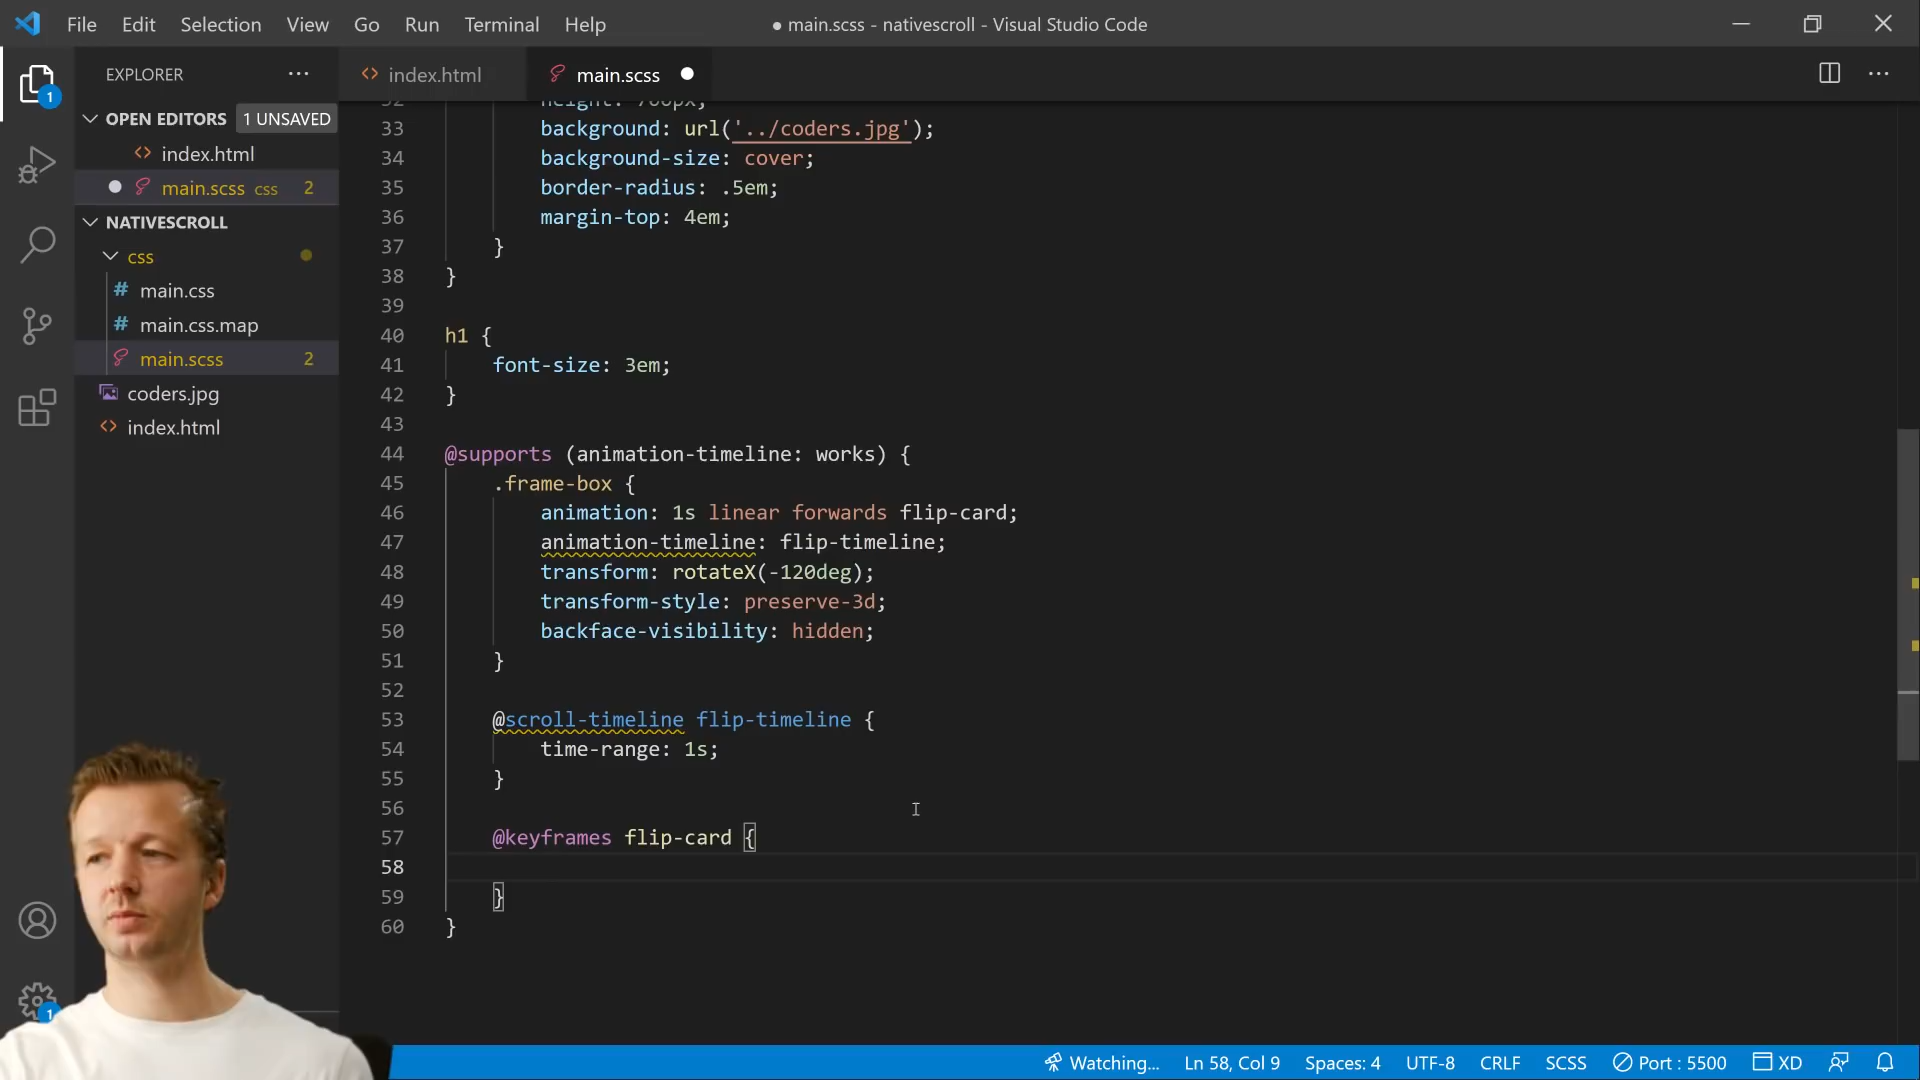 File Edit Selection View Go Run Terminal Help
● main.scss - nativescroll - Visual Studio Code
EXPLORER
index.html
main.scss
OPEN EDITORS 1 UNSAVED
index.html
main.scss css 2
NATIVESCROLL
css
main.css
main.css.map
main.scss 2
coders.jpg
index.html
1
1
32 height: 700px;
33 background: url('../coders.jpg');
34 background-size: cover;
35 border-radius: .5em;
36 margin-top: 4em;
37 }
38 }
39
40 h1 {
41 font-size: 3em;
42 }
43
44 @supports (animation-timeline: works) {
45 .frame-box {
46 animation: 1s linear forwards flip-card;
47 animation-timeline: flip-timeline;
48 transform: rotateX(-120deg);
49 transform-style: preserve-3d;
50 backface-visibility: hidden;
51 }
52
53 @scroll-timeline flip-timeline {
54 time-range: 1s;
55 }
56
57 @keyframes flip-card {
58
59 }
60 }
Watching... Ln 58, Col 9 Spaces: 4 UTF-8 CRLF SCSS Port : 5500 XD